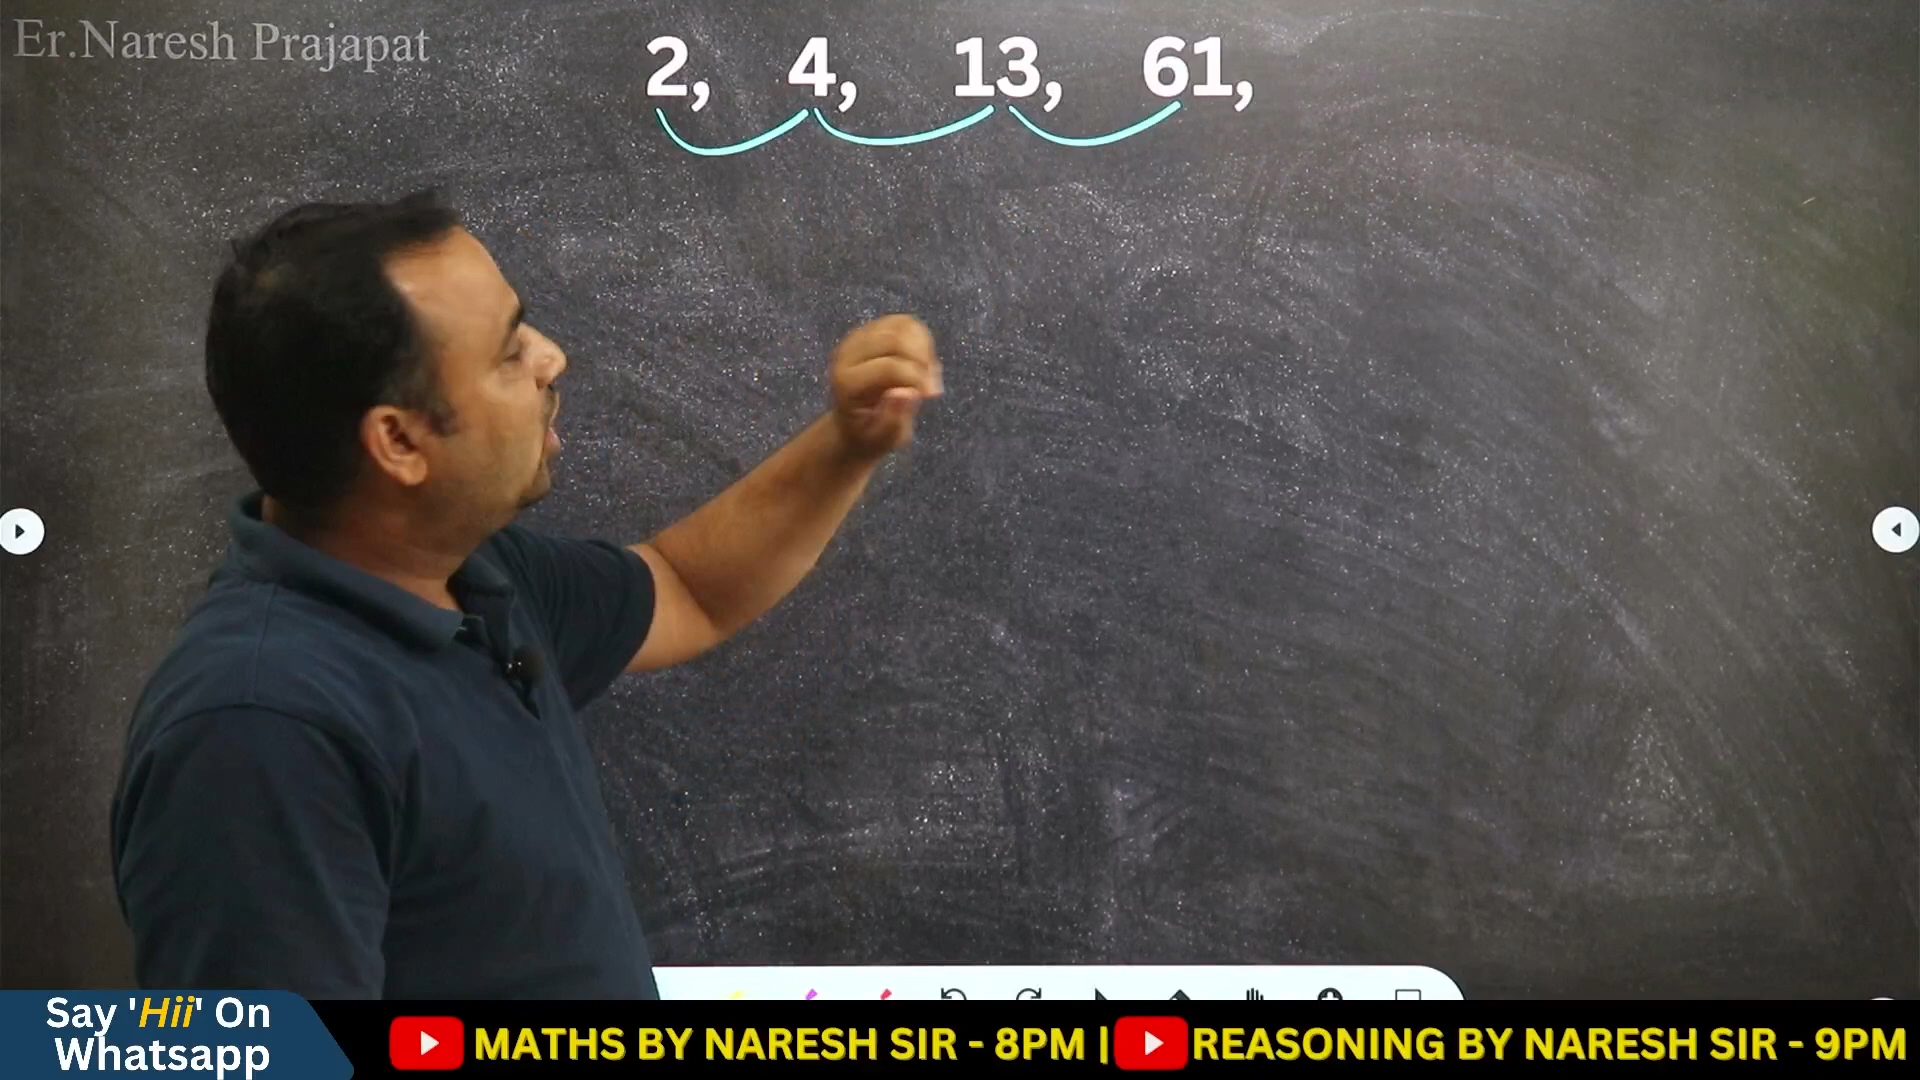 Er.Naresh Prajapat
2, 4, 13, 61,
Say 'Hii' On
Whatsapp
MATHS BY NARESH SIR - 8PM | REASONING BY NARESH SIR - 9PM